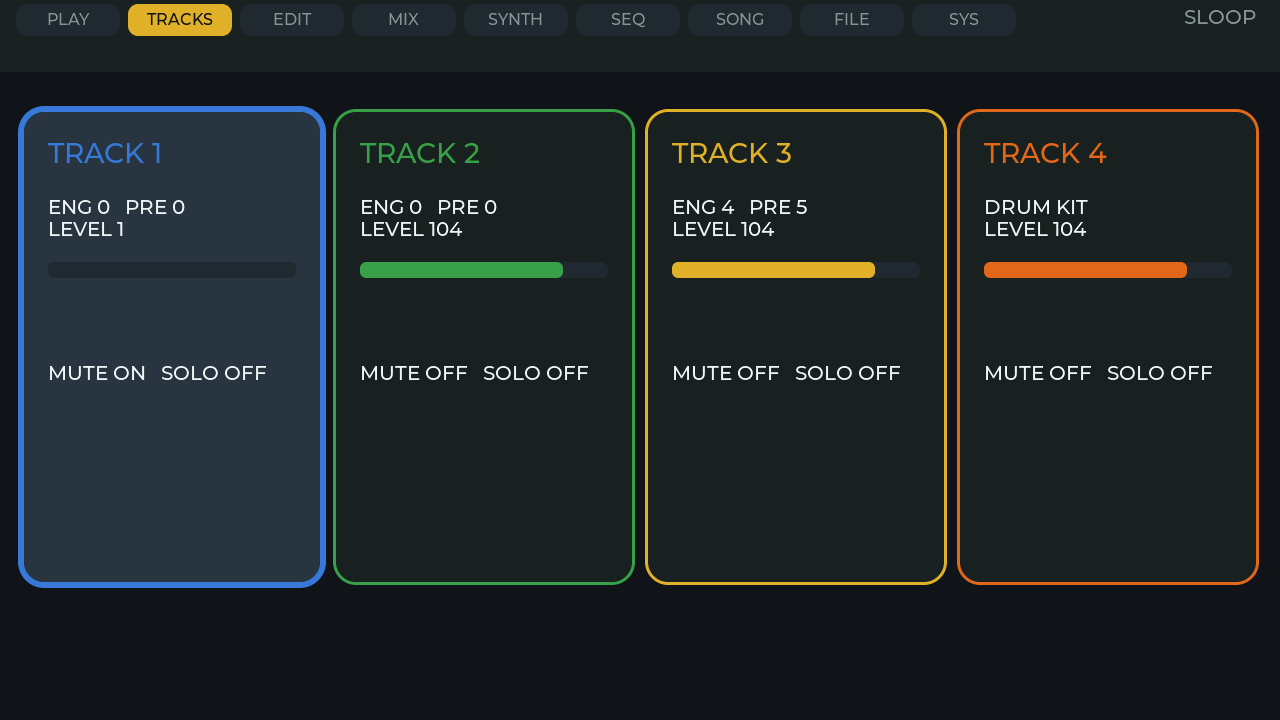 PLAY TRACKS EDIT MIX SYNTH SEQ SONG FILE SYS SLOOP
TRACK 1
ENG 0 PRE 0
LEVEL 1
MUTE ON SOLO OFF
TRACK 2
ENG 0 PRE 0
LEVEL 104
MUTE OFF SOLO OFF
TRACK 3
ENG 4 PRE 5
LEVEL 104
MUTE OFF SOLO OFF
TRACK 4
DRUM KIT
LEVEL 104
MUTE OFF SOLO OFF